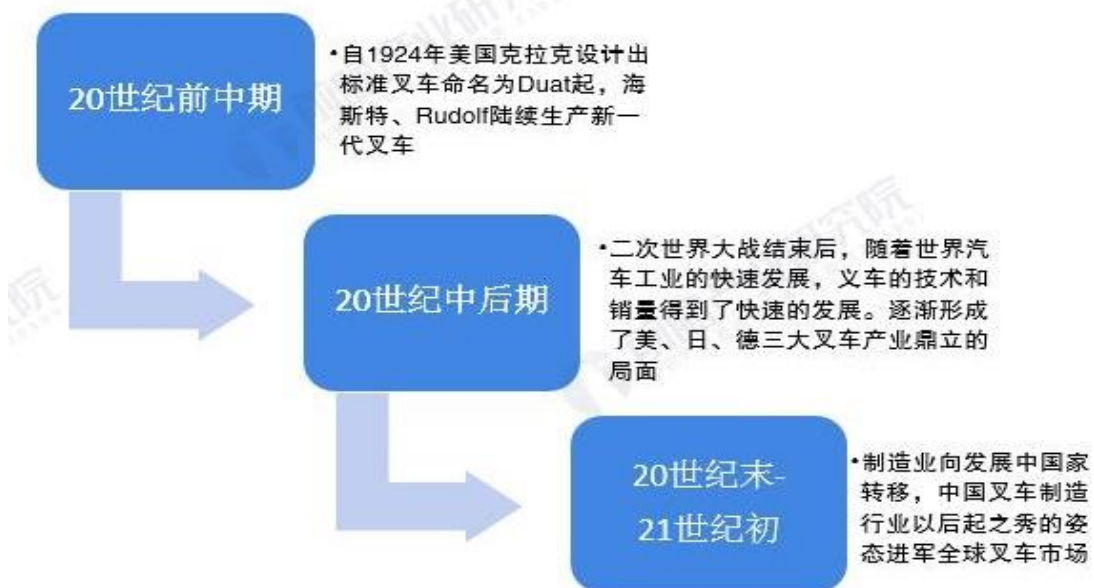 20世纪前中期
•自1924年美国克拉克设计出
标准叉车命名为Duat起，海
斯特、Rudolf陆续生产新一
代叉车
20世纪中后期
•二次世界大战结束后，随着世界汽
车工业的快速发展，义车的技术和
销量得到了快速的发展。逐渐形成
了美、日、德三大叉车产业鼎立的
局面
20世纪末-
21世纪初
•制造业向发展中国家
转移，中国叉车制造
行业以后起之秀的姿
态进军全球叉车市场